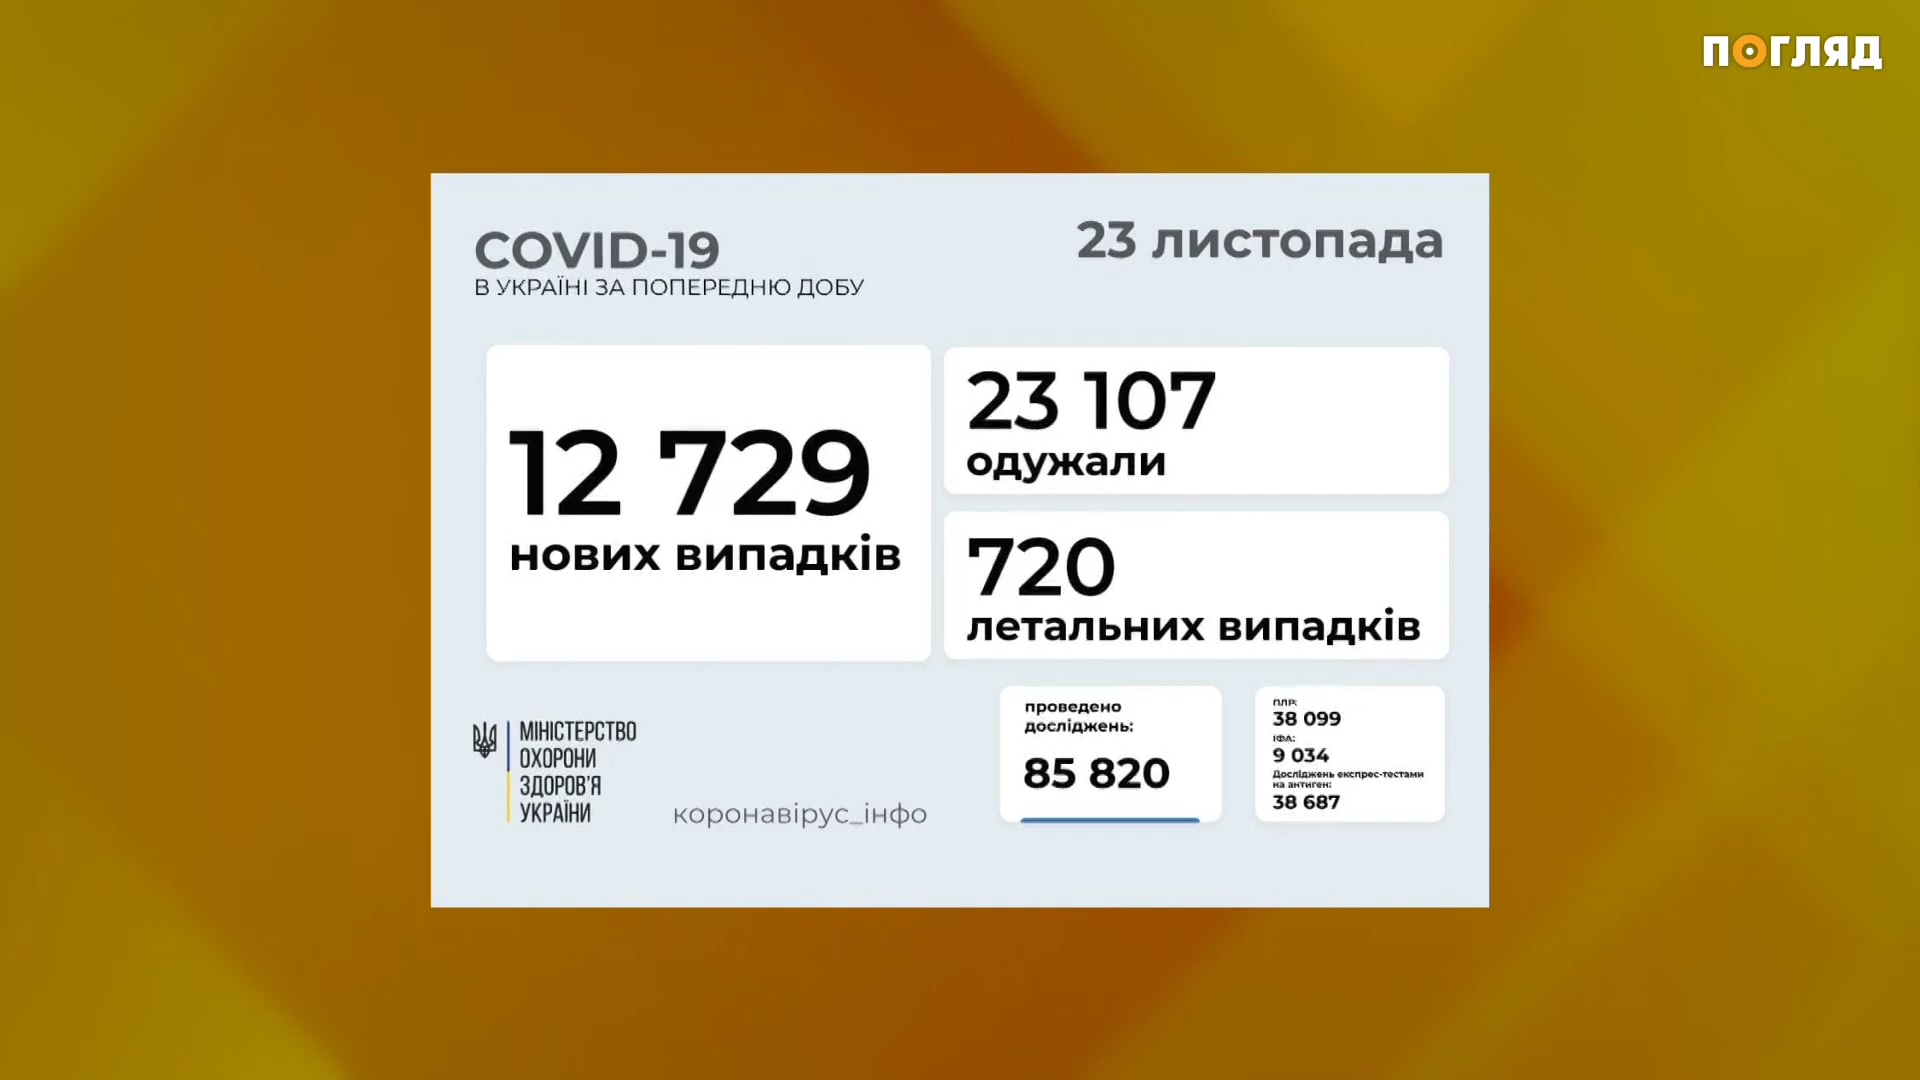 ПОГЛЯД
COVID-19
В УКРАЇНІ ЗА ПОПЕРЕДНЮ ДОБУ
23 листопада
12 729
нових випадків
23 107
одужали
720
летальних випадків
МІНІСТЕРСТВО
ОХОРОНИ
ЗДОРОВ'Я
УКРАЇНИ
коронавірус_інфо
проведено
досліджень:
85 820
ПЛР:
38 099
ІФА:
9 034
Досліджень експрес-тестами
на антиген:
38 687